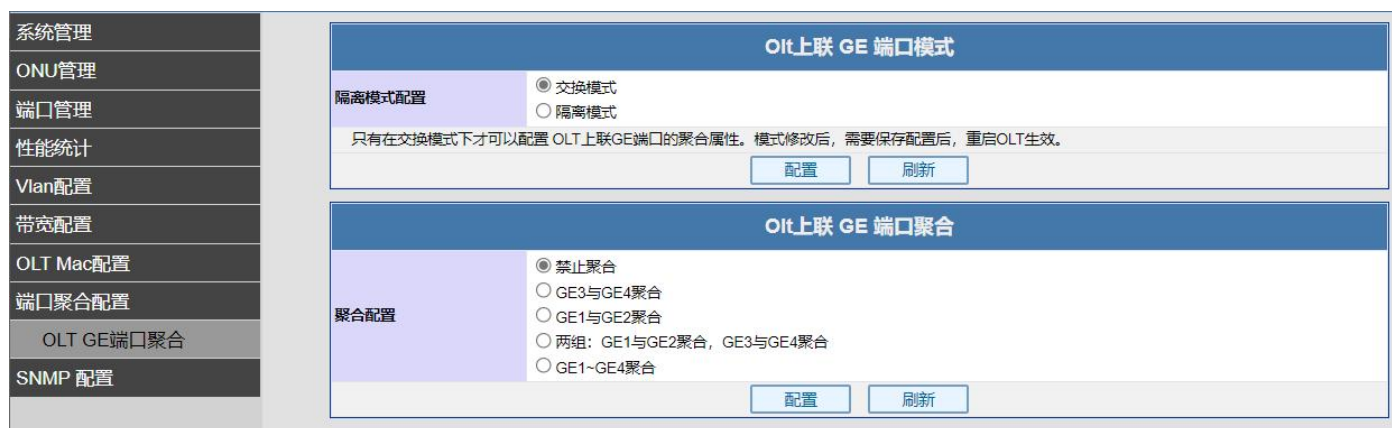 系统管理
ONU管理
端口管理
性能统计
Vlan配置
带宽配置
OLT Mac配置
端口聚合配置
OLT GE端口聚合
SNMP 配置
Olt上联 GE 端口模式
隔离模式配置
交换模式
隔离模式
只有在交换模式下才可以配置 OLT上联GE端口的聚合属性。模式修改后，需要保存配置后，重启OLT生效。
配置 刷新
Olt上联 GE 端口聚合
聚合配置
禁止聚合
GE3与GE4聚合
GE1与GE2聚合
两组：GE1与GE2聚合，GE3与GE4聚合
GE1~GE4聚合
配置 刷新